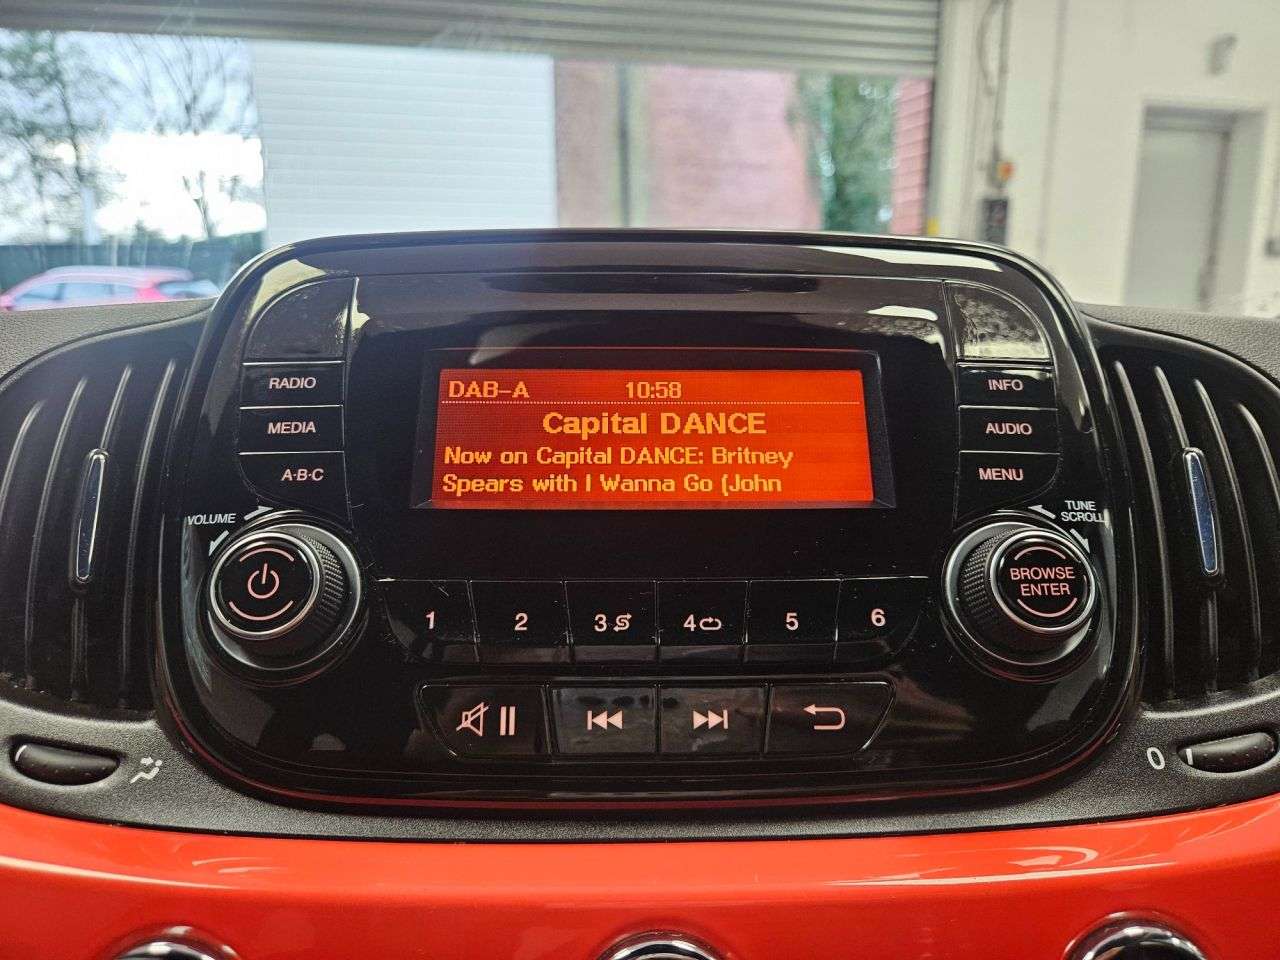 RADIO
MEDIA
A·B·C
VOLUME
DAB-A 10:58
Capital DANCE
Now on Capital DANCE: Britney
Spears with I Wanna Go (John
INFO
AUDIO
MENU
TUNE
SCROLL
BROWSE
ENTER
1 2 3 4 5 6
0